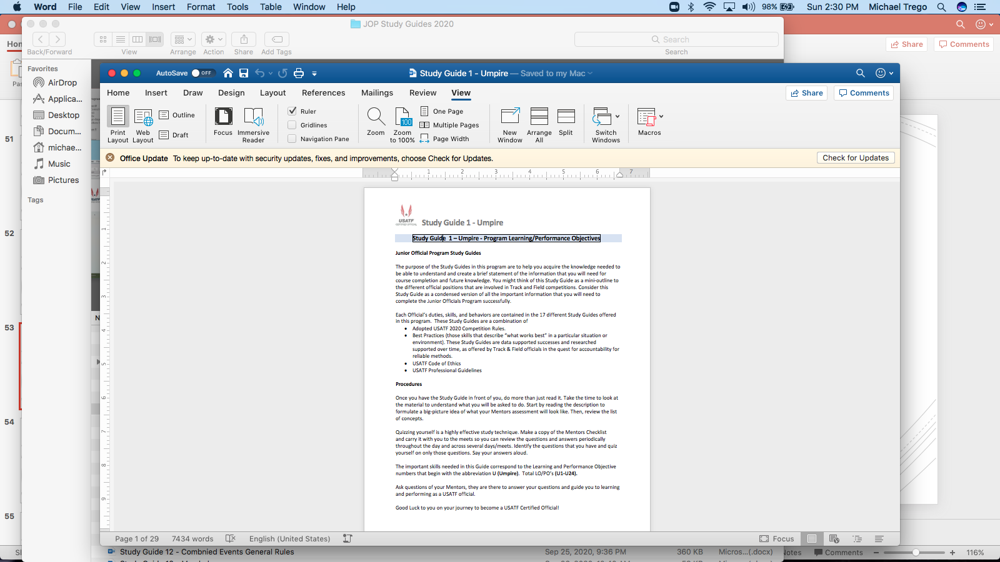 Word File Edit View Insert Format Tools Table Window Help 98% Sun 2:30 PM Michael Trego
JOP Study Guides 2020
Back/Forward View Arrange Action Share Add Tags Search
Search
Share Comments
Favorites
AirDrop
Applica...
Desktop
Docum...
michae...
Music
Pictures
Tags
51
52
53
54
55
AutoSave OFF Study Guide 1 - Umpire — Saved to my Mac
Home Insert Draw Design Layout References Mailings Review View Share Comments
Print Layout
Web Layout
Outline
Draft
Focus
Immersive Reader
Ruler
Gridlines
Navigation Pane
Zoom
Zoom to 100%
100
One Page
Multiple Pages
Page Width
New Window
Arrange All
Split
Switch Windows
Macros
Office Update To keep up-to-date with security updates, fixes, and improvements, choose Check for Updates. Check for Updates
1 2 3 4 5 6 7
USATF
Study Guide 1 - Umpire
Study Guide 1 – Umpire - Program Learning/Performance Objectives
Junior Official Program Study Guides
The purpose of the Study Guides in this program are to help you acquire the knowledge needed to
be able to understand and create a brief statement of the information that you will need for
course completion and future knowledge. You might think of this Study Guide as a mini-outline to
the different official positions that are involved in Track and Field competitions. Consider this
Study Guide as a condensed version of all the important information that you will need to
complete the Junior Officials Program successfully.
Each Official's duties, skills, and behaviors are contained in the 17 different Study Guides offered
in this program. These Study Guides are a combination of
• Adopted USATF 2020 Competition Rules.
• Best Practices (those skills that describe "what works best" in a particular situation or
environment). These Study Guides are data supported successes and researched
supported over time, as offered by Track & Field officials in the quest for accountability for
reliable methods.
• USATF Code of Ethics
• USATF Professional Guidelines
Procedures
Once you have the Study Guide in front of you, do more than just read it. Take the time to look at
the material to understand what you will be asked to do. Start by reading the description to
formulate a big-picture idea of what your Mentors assessment will look like. Then, review the list
of concepts.
Quizzing yourself is a highly effective study technique. Make a copy of the Mentors Checklist
and carry it with you to the meets so you can review the questions and answers periodically
throughout the day and across several days/meets. Identify the questions that you have and quiz
yourself on only those questions. Say your answers aloud.
The important skills needed in this Guide correspond to the Learning and Performance Objective
numbers that begin with the abbreviation U (Umpire). Total LO/PO's (U1-U24).
Ask questions of your Mentors, they are there to answer your questions and guide you to learning
and performing as a USATF official.
Good Luck to you on your journey to become a USATF Certified Official!
Page 1 of 29 7434 words English (United States) Focus
Study Guide 12 - Combnied Events General Rules Sep 25, 2020, 9:36 PM 360 KB Micros...(.docx) Notes Comments 116%